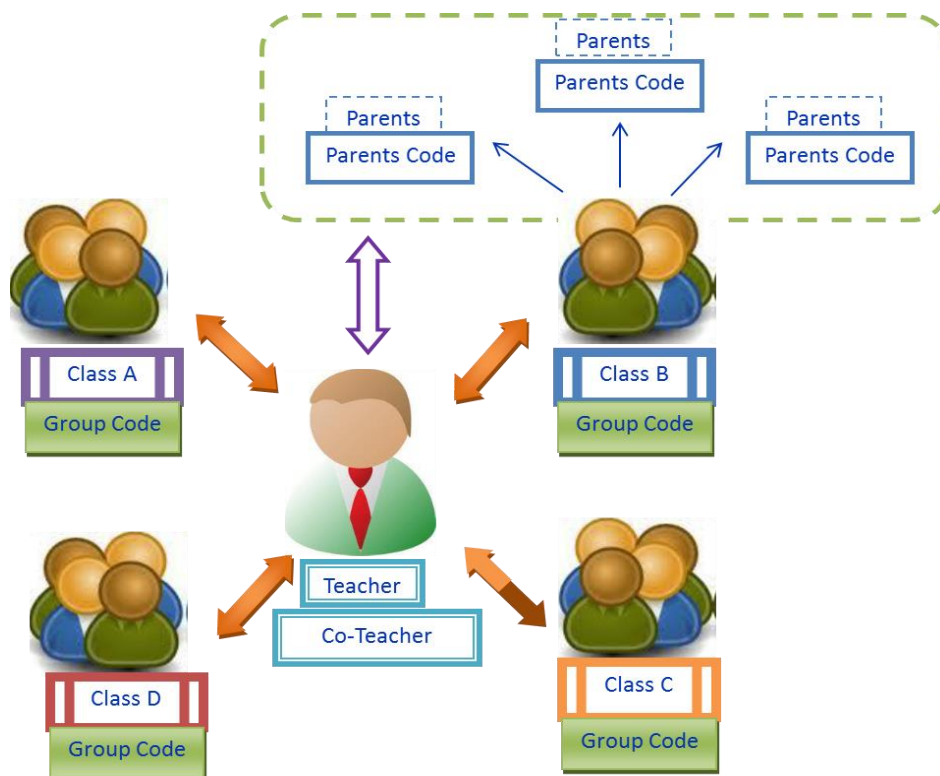 Parents
Parents Code
Parents
Parents Code
Parents
Parents Code
Class A
Group Code
Class B
Group Code
Teacher
Co-Teacher
Class D
Group Code
Class C
Group Code